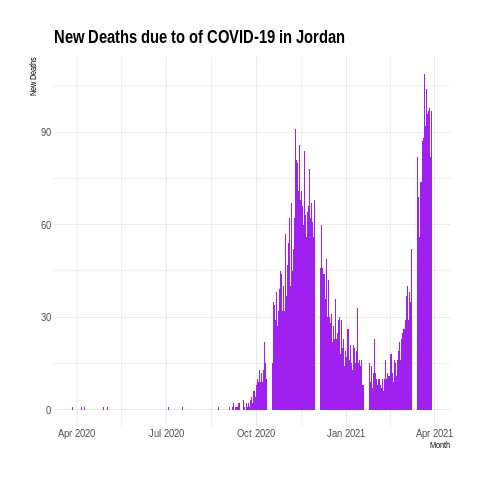 New Deaths due to of COVID-19 in Jordan
New Deaths
90
60
30
0
Apr 2020 Jul 2020 Oct 2020 Jan 2021 Apr 2021
Month